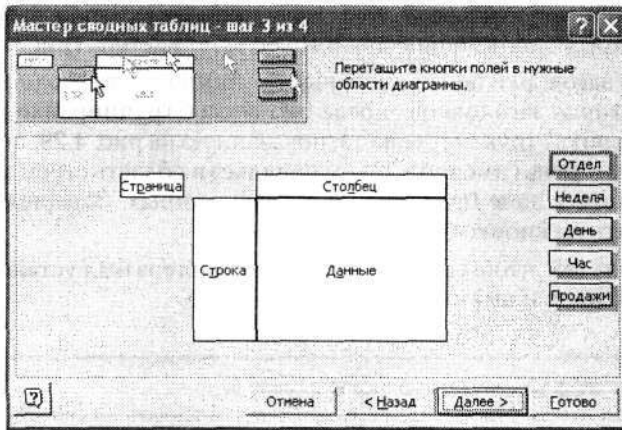 Мастер сводных таблиц - шаг 3 из 4
Перетащите кнопки полей в нужные
области диаграммы.
Страница
Столбец
Строка
Данные
Отдел
Неделя
День
Час
Продажи
Отмена
< Назад
Далее >
Готово